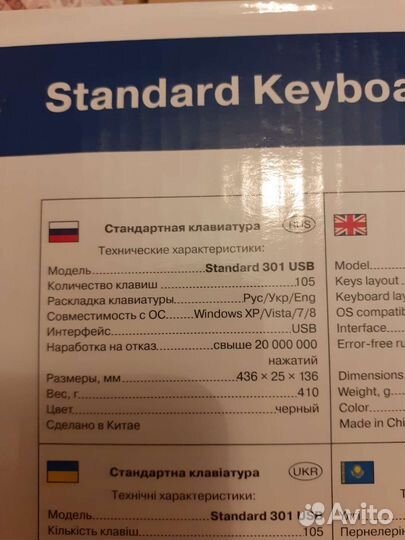 Standard Keyboa
Стандартная клавиатура RUS
Технические характеристики:
Модель Standard 301 USB
Количество клавиш 105
Раскладка клавиатуры Рус/Укр/Eng
Совместимость с ОС Windows XP/Vista/7/8
Интерфейс USB
Наработка на отказ свыше 20 000 000
нажатий
Размеры, мм 436 × 25 × 136
Вес, г 410
Цвет черный
Сделано в Китае
Model
Keys layout
Keyboard lay
OS compatib
Interface
Error-free ru
Dimensions
Weight, g
Color
Made in Chi
Стандартна клавіатура UKR
Технічні характеристики:
Модель Standard 301 USB
Кількість клавіш 105
Пернелерін
Avito